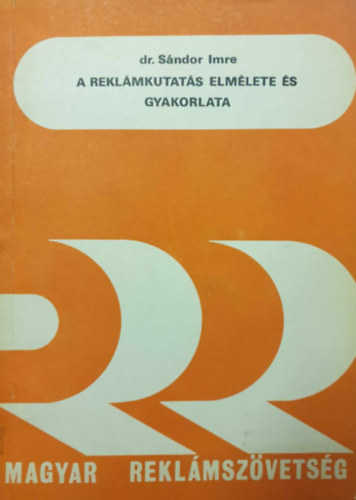 dr. Sándor Imre
A REKLÁMKUTATÁS ELMÉLETE ÉS
GYAKORLATA
MAGYAR REKLÁMSZÖVETSÉG